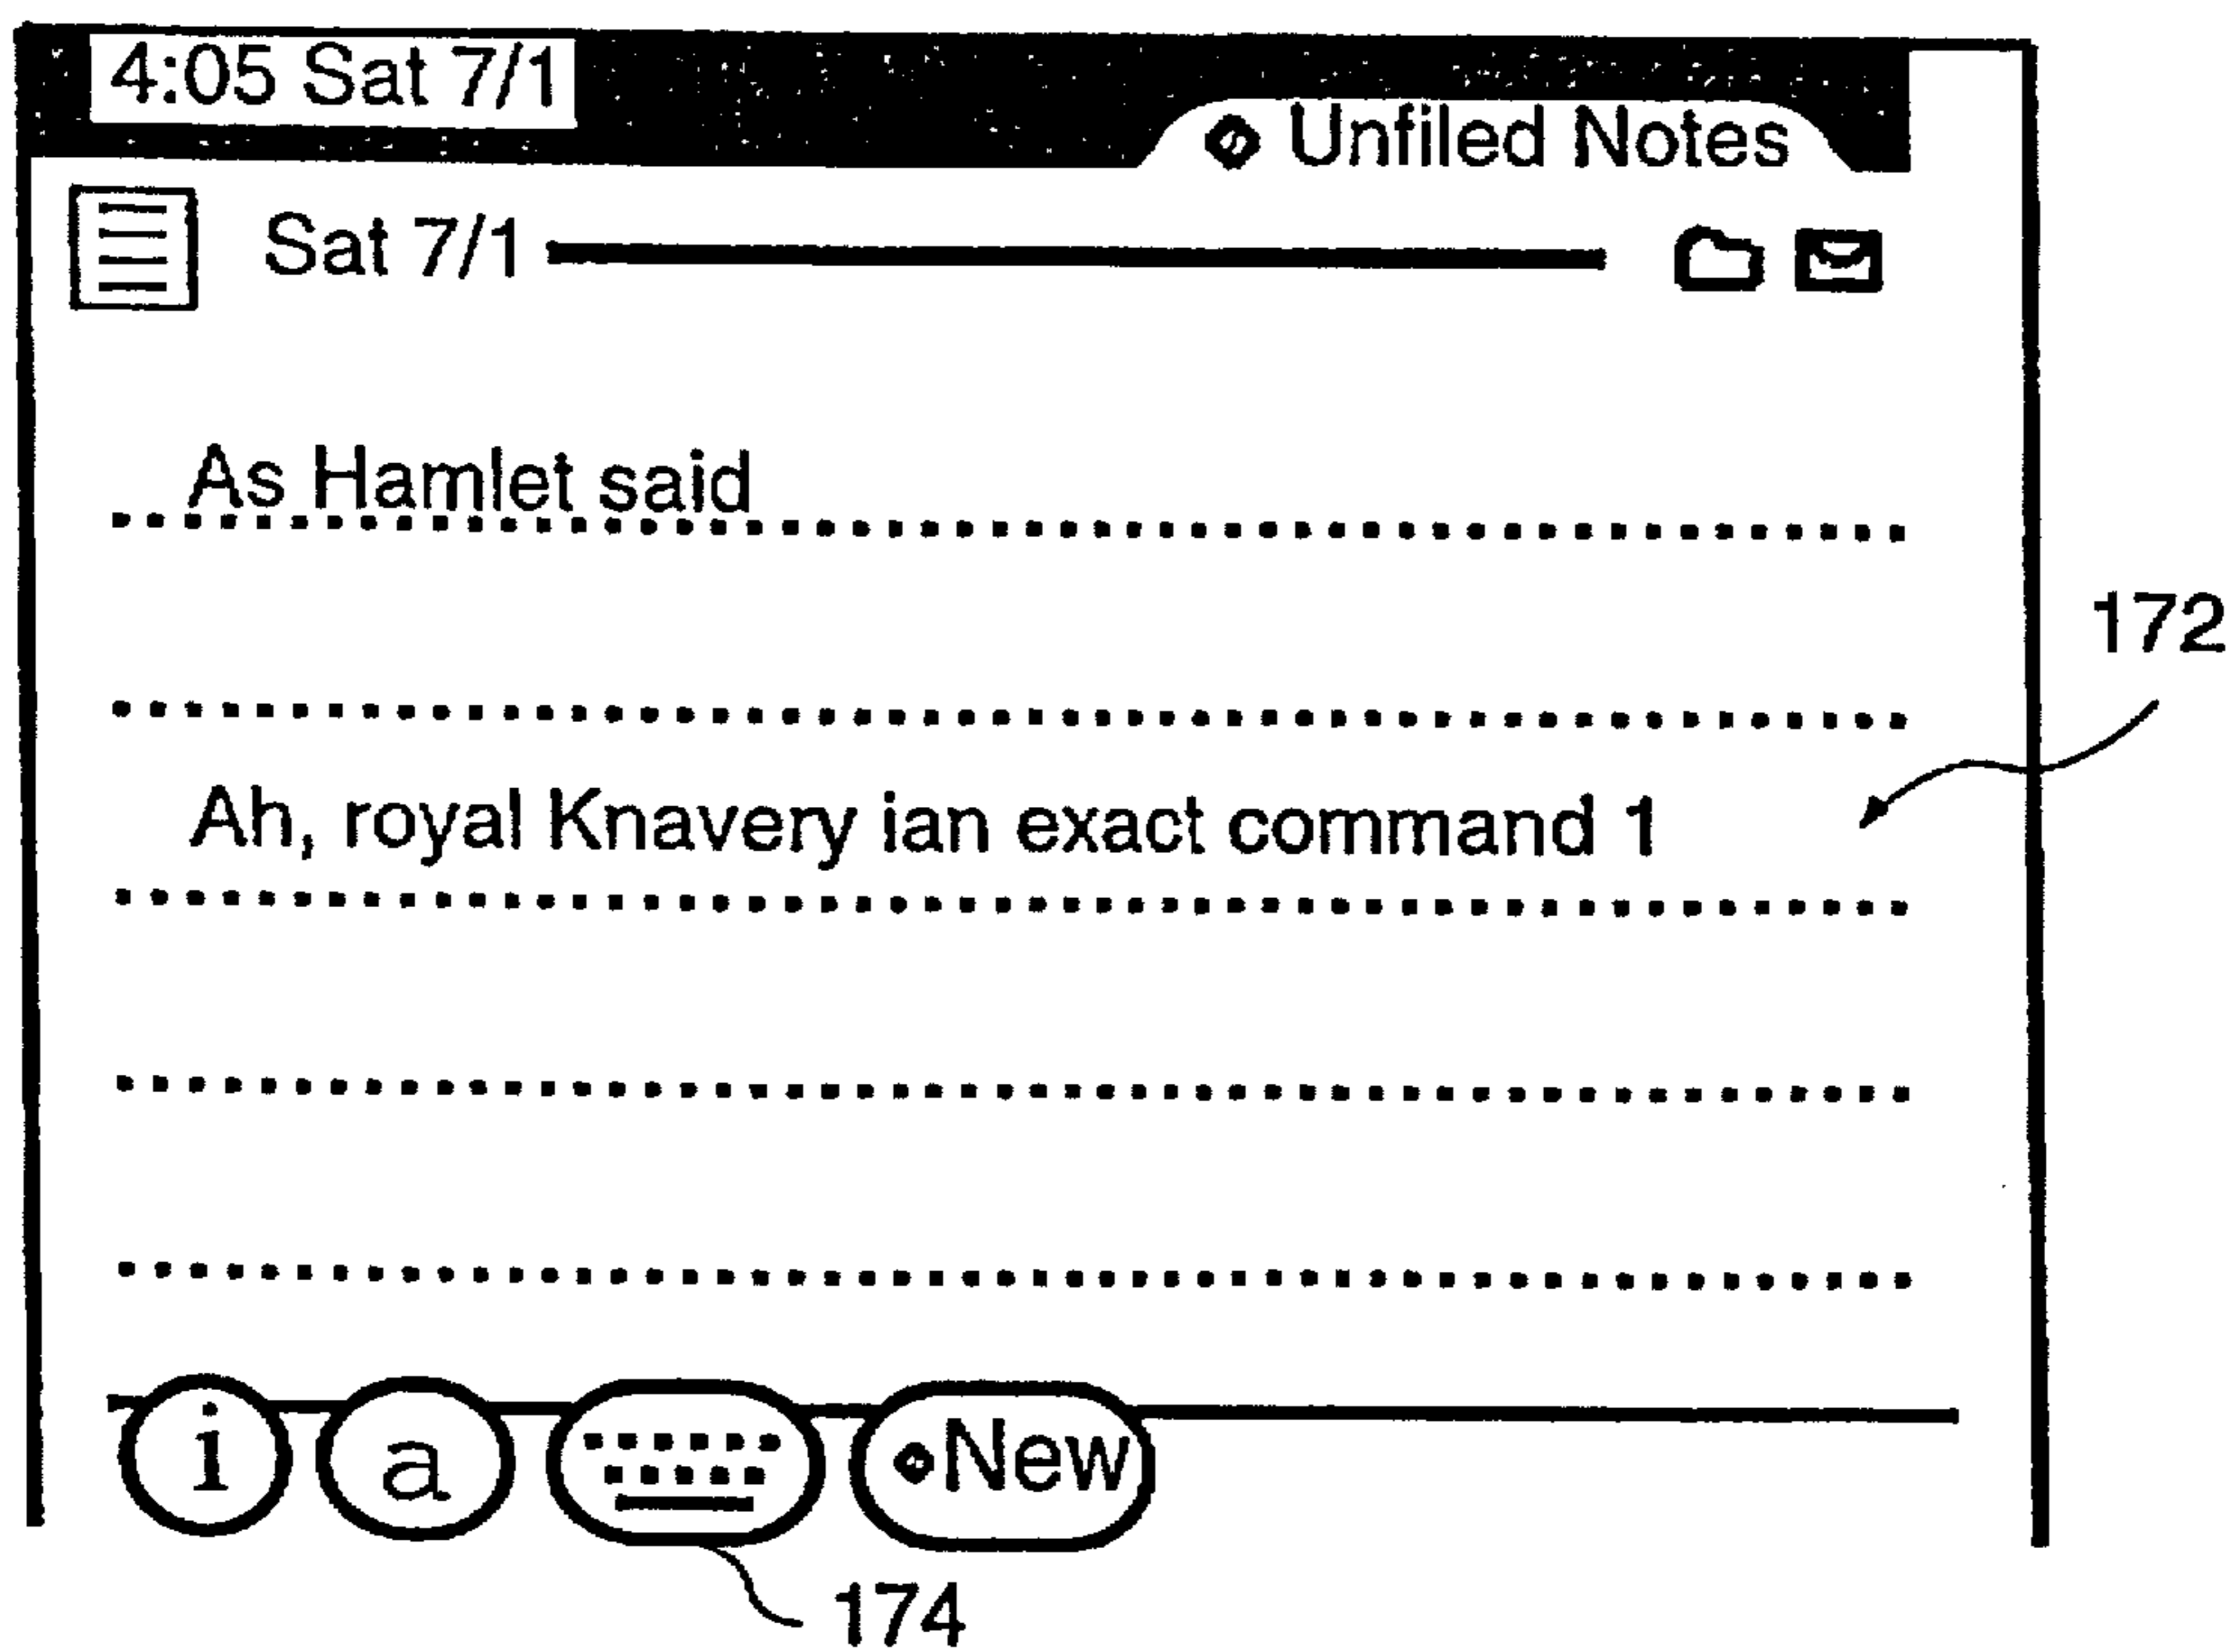 4:05 Sat 7/1
Unfiled Notes
Sat 7/1
As Hamlet said
172
Ah, royal Knavery ian exact command 1
i a New
174